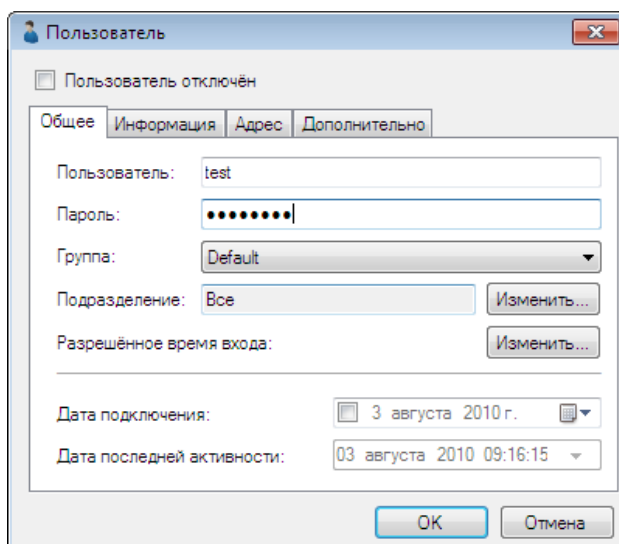 Пользователь
Пользователь отключён
Общее Информация Адрес Дополнительно
Пользователь: test
Пароль: ●●●●●●●●
Группа: Default
Подразделение: Все Изменить...
Разрешённое время входа: Изменить...
Дата подключения: 3 августа 2010 г.
Дата последней активности: 03 августа 2010 09:16:15
OK Отмена